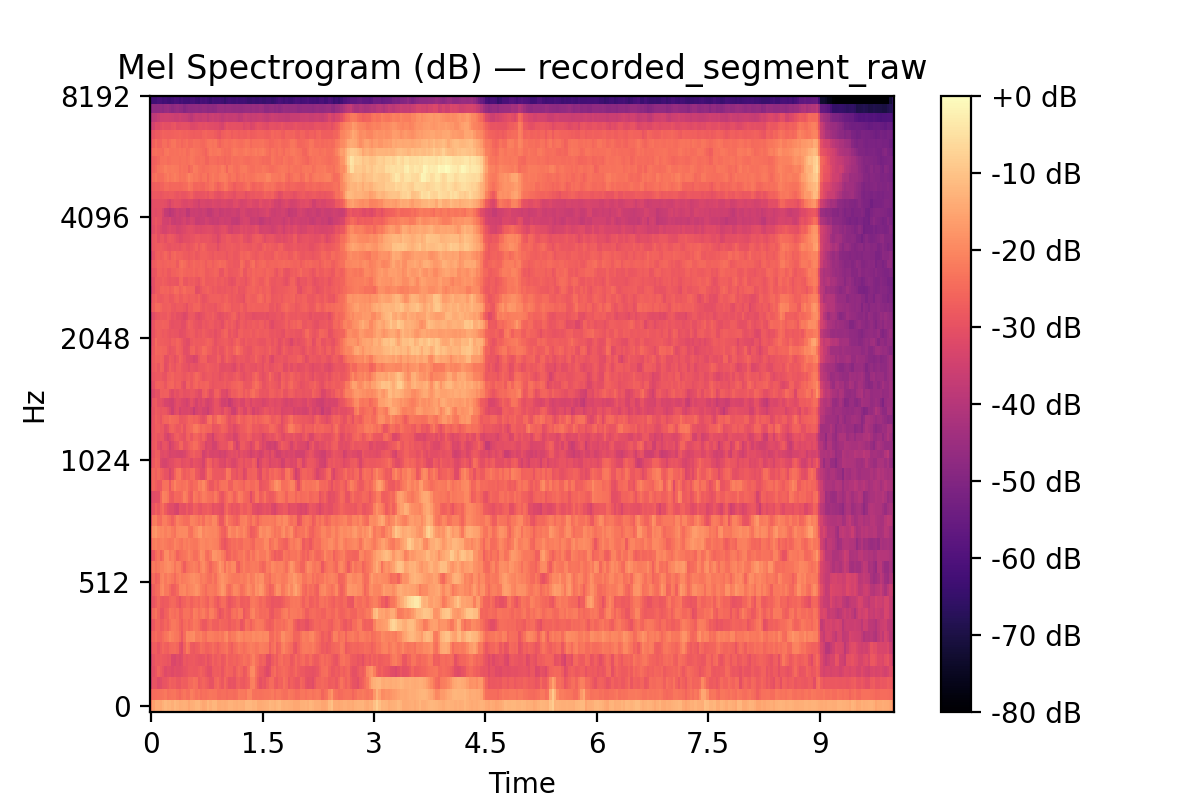 Mel Spectrogram (dB) — recorded_segment_raw
8192
4096
2048
1024
512
0
Hz
0 1.5 3 4.5 6 7.5 9
Time
+0 dB
-10 dB
-20 dB
-30 dB
-40 dB
-50 dB
-60 dB
-70 dB
-80 dB